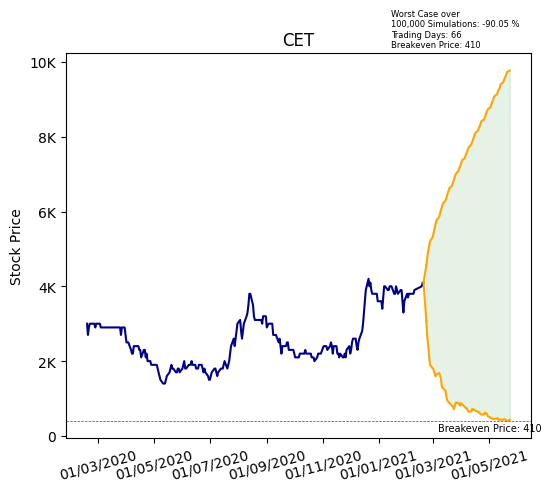 Worst Case over
100,000 Simulations: -90.05 %
Trading Days: 66
Breakeven Price: 410
CET
Stock Price
10K
8K
6K
4K
2K
0
Breakeven Price: 410
01/03/2020 01/05/2020 01/07/2020 01/09/2020 01/11/2020 01/01/2021 01/03/2021 01/05/2021